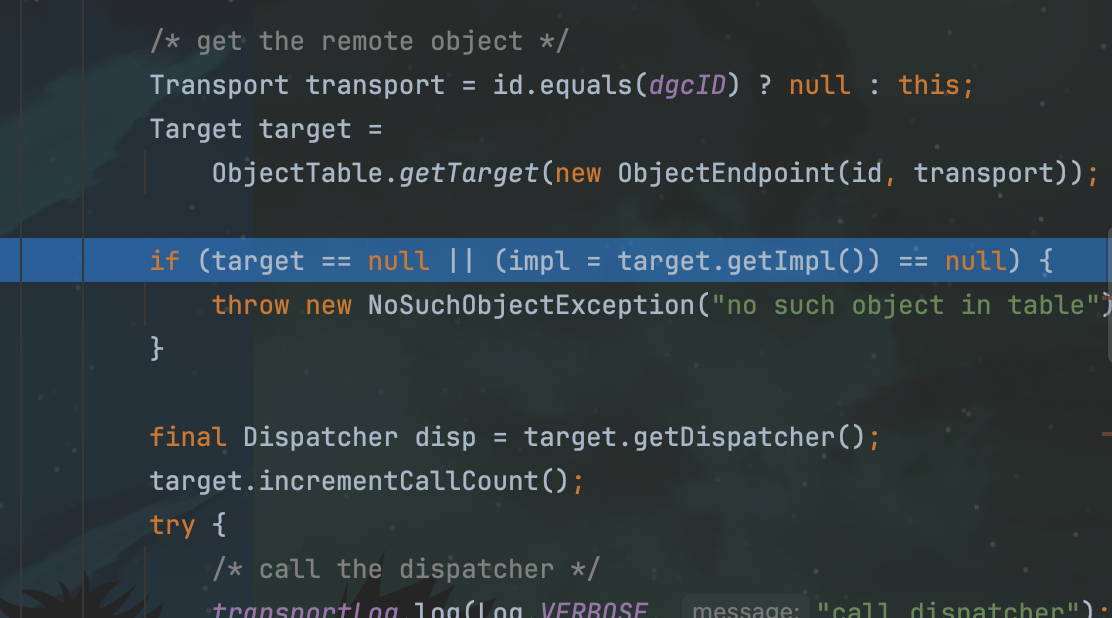 /* get the remote object */
Transport transport = id.equals(dgcID) ? null : this;
Target target =
ObjectTable.getTarget(new ObjectEndpoint(id, transport));
if (target == null || (impl = target.getImpl()) == null) {
throw new NoSuchObjectException("no such object in table")
}
final Dispatcher disp = target.getDispatcher();
target.incrementCallCount();
try {
/* call the dispatcher */
transportLog.log(Log.VERBOSE message: "call dispatcher");